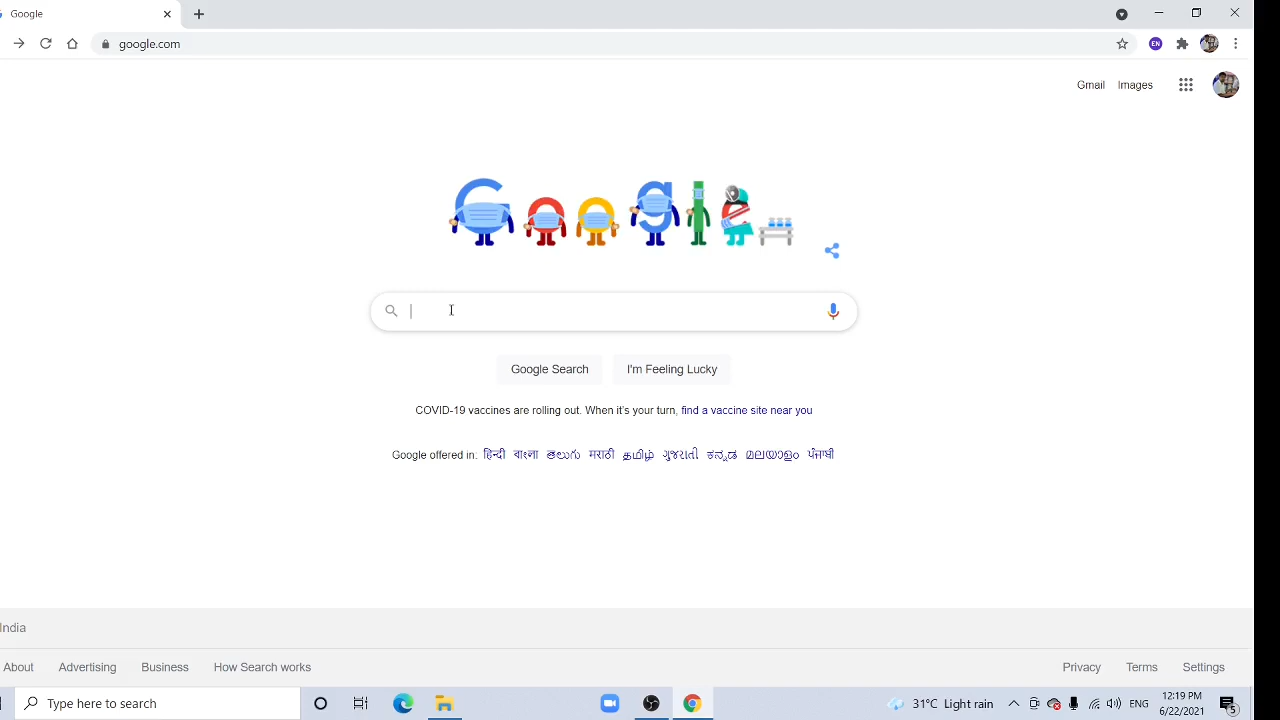 Google
google.com
EN
Gmail Images
Google
Google Search I'm Feeling Lucky
COVID-19 vaccines are rolling out. When it's your turn, find a vaccine site near you
Google offered in: हिन्दी বাংলা తెలుగు मराठी தமிழ் ગુજરાતી ಕನ್ನಡ മലയാളം ਪੰਜਾਬੀ
India
About Advertising Business How Search works Privacy Terms Settings
Type here to search 31°C Light rain ENG 12:19 PM
6/22/2021 5